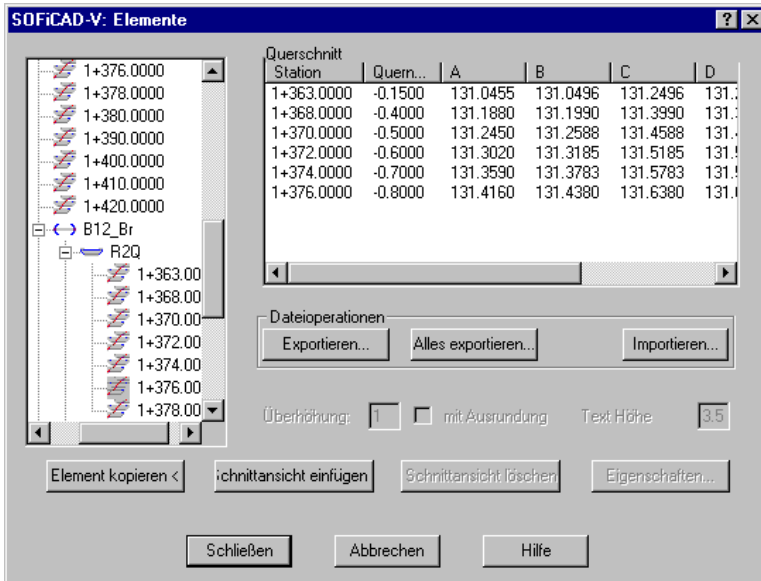 SOFiCAD-V: Elemente
1+376.0000
1+378.0000
1+380.0000
1+390.0000
1+400.0000
1+410.0000
1+420.0000
B12_Br
R2Q
1+363.00
1+368.00
1+370.00
1+372.00
1+374.00
1+376.00
1+378.00
Querschnitt
Station Quern... A B C D
1+363.0000 -0.1500 131.0455 131.0496 131.2496 131.
1+368.0000 -0.4000 131.1880 131.1990 131.3990 131.
1+370.0000 -0.5000 131.2450 131.2588 131.4588 131.
1+372.0000 -0.6000 131.3020 131.3185 131.5185 131.
1+374.0000 -0.7000 131.3590 131.3783 131.5783 131.
1+376.0000 -0.8000 131.4160 131.4380 131.6380 131.
Dateioperationen
Exportieren... Alles exportieren... Importieren...
Überhöhung: 1 mit Ausrundung Text Höhe 3.5
Element kopieren < chnittansicht einfügen Schnittansicht löschen Eigenschaften...
Schließen Abbrechen Hilfe